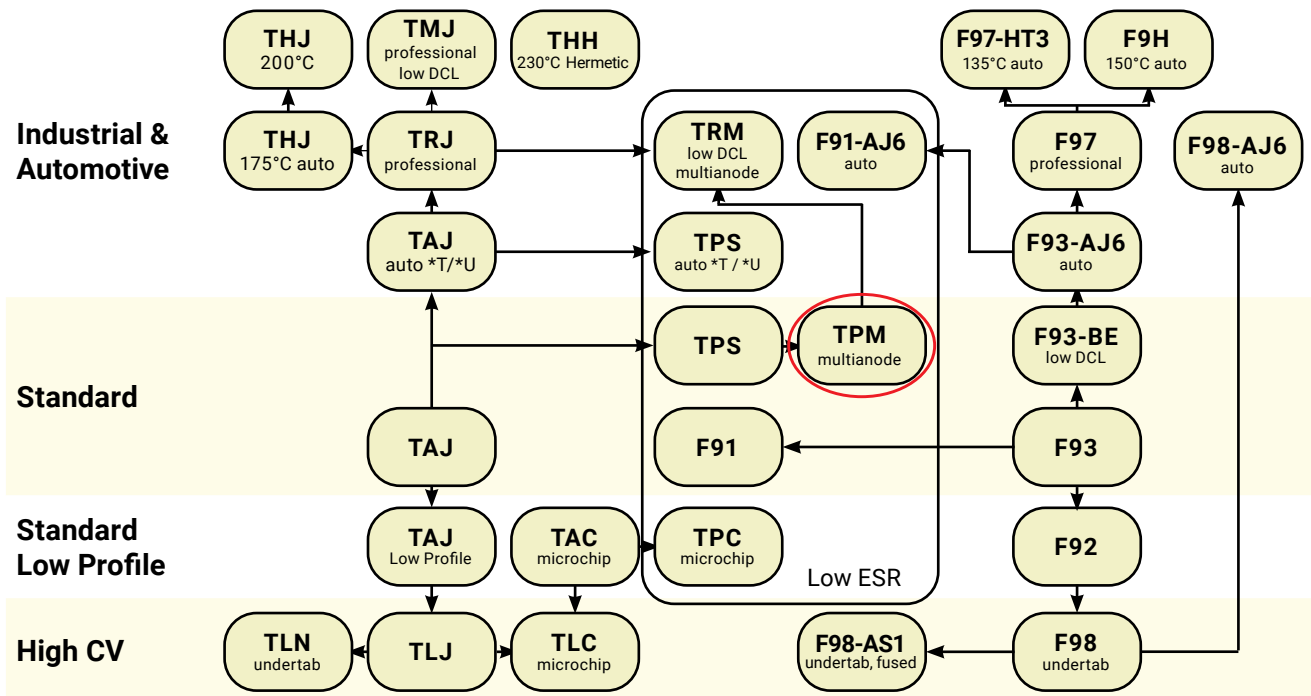 THJ
200°C
TMJ
professional
low DCL
THH
230°C Hermetic
F97-HT3
135°C auto
F9H
150°C auto
Industrial &
Automotive
THJ
175°C auto
TRJ
professional
TRM
low DCL
multianode
F91-AJ6
auto
F97
professional
F98-AJ6
auto
TAJ
auto *T/*U
TPS
auto *T / *U
F93-AJ6
auto
Standard
TPS
TPM
multianode
F93-BE
low DCL
TAJ
F91
F93
Standard
Low Profile
TAJ
Low Profile
TAC
microchip
TPC
microchip
F92
Low ESR
High CV
TLN
undertab
TLJ
TLC
microchip
F98-AS1
undertab, fused
F98
undertab